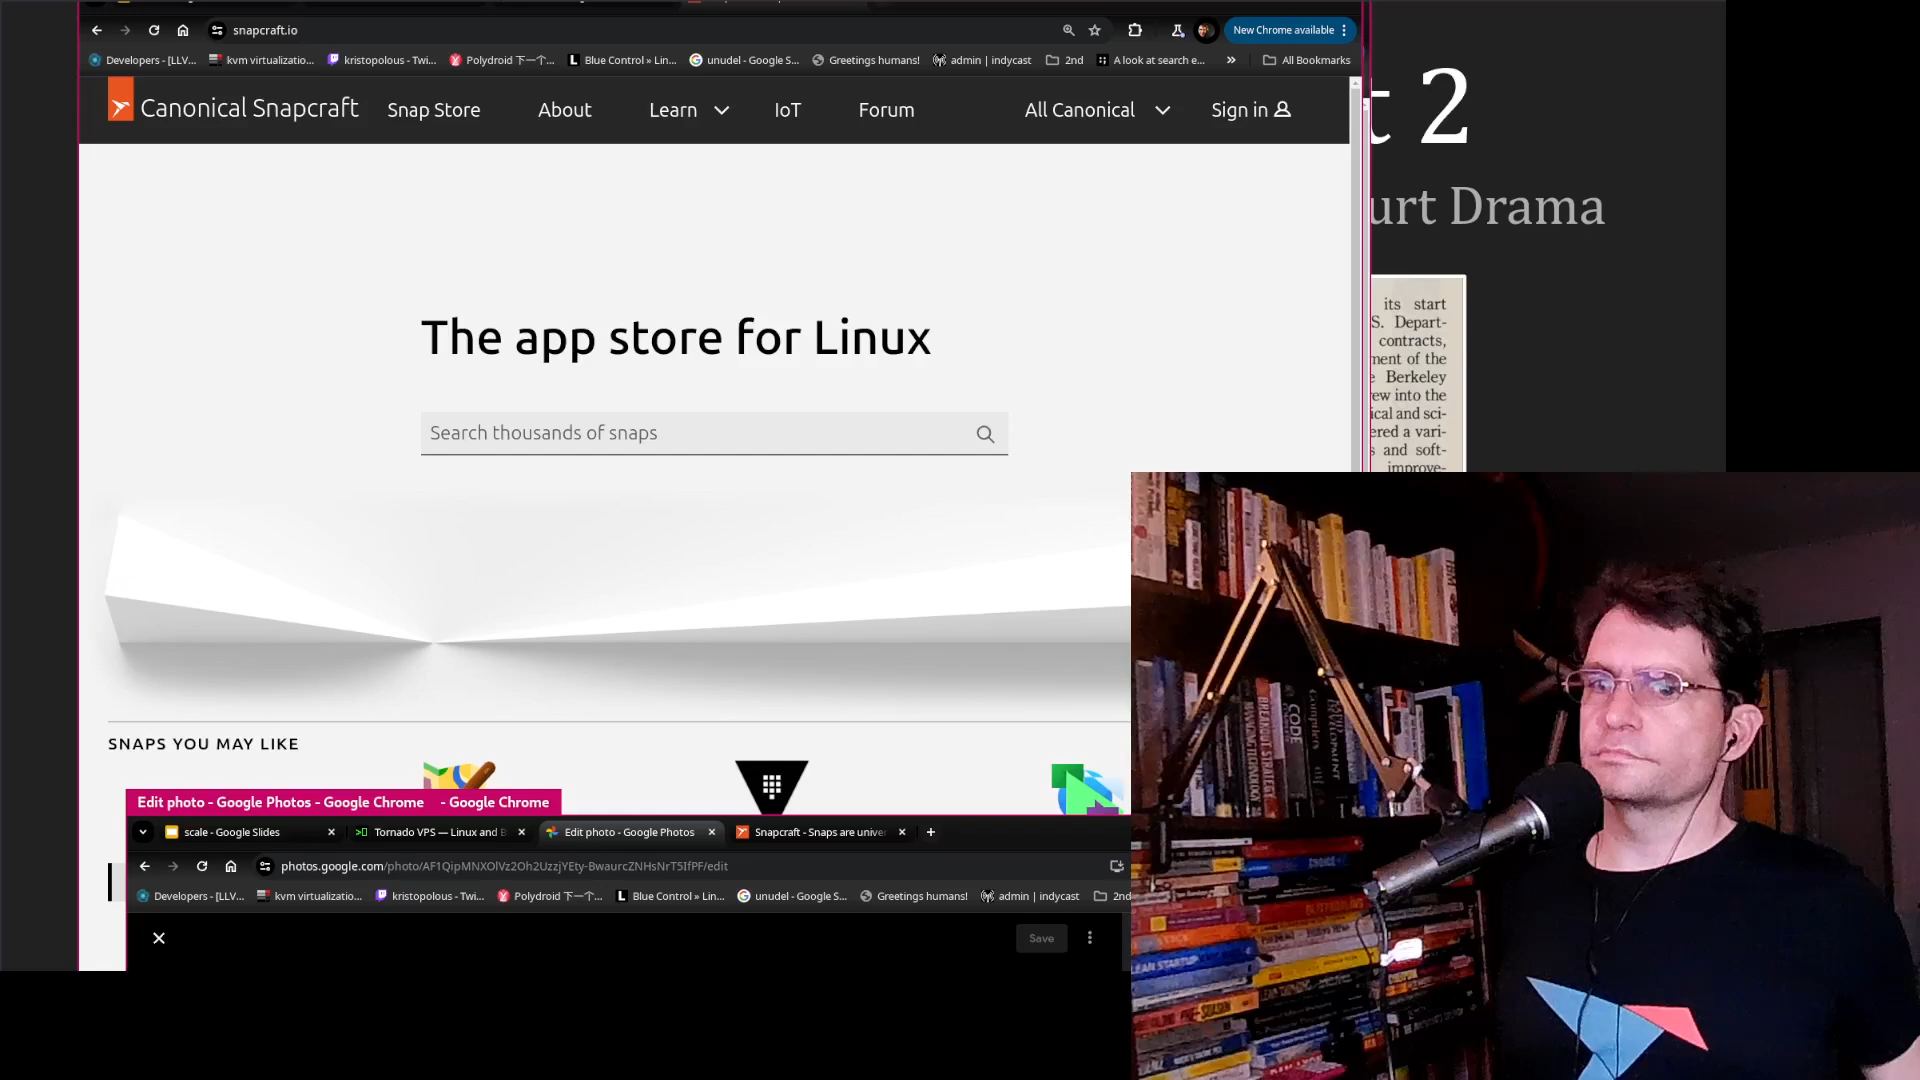 snapcraft.io
New Chrome available
Developers - [LLV...
kvm virtualizatio...
kristopolous - Twi...
Polydroid 下一个...
Blue Control » Lin...
unudel - Google S...
Greetings humans!
admin | indycast
2nd
A look at search e...
»
All Bookmarks
Canonical Snapcraft
Snap Store
About
Learn
IoT
Forum
All Canonical
Sign in
t 2
urt Drama
The app store for Linux
Search thousands of snaps
its start
S. Depart-
contracts,
ment of the
e Berkeley
ew into the
ical and sci-
ered a vari-
s and soft-
improve-
SNAPS YOU MAY LIKE
Edit photo - Google Photos - Google Chrome - Google Chrome
scale - Google Slides
Tornado VPS — Linux and B
Edit photo - Google Photos
Snapcraft - Snaps are univer
photos.google.com/photo/AF1QipMNXOlVz2Oh2UzzjYEty-BwaurcZNHsNrT5IfPF/edit
Developers - [LLV...
kvm virtualizatio...
kristopolous - Twi...
Polydroid 下一个...
Blue Control » Lin...
unudel - Google S...
Greetings humans!
admin | indycast
2nd
Save
CODE
LEAN STARTUP